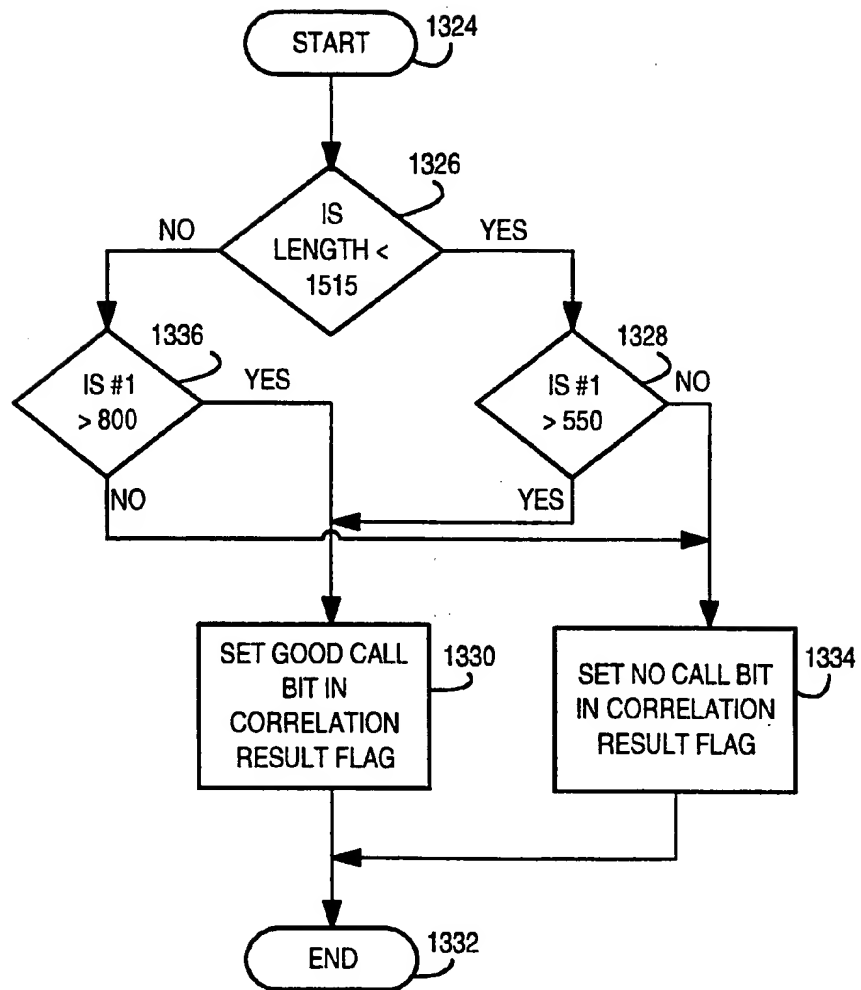 START
1324
1326
IS
LENGTH <
1515
NO
YES
1336
IS #1
> 800
YES
NO
1328
IS #1
> 550
NO
YES
SET GOOD CALL
BIT IN
CORRELATION
RESULT FLAG
1330
SET NO CALL BIT
IN CORRELATION
RESULT FLAG
1334
END
1332